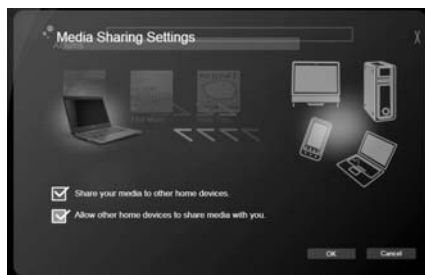 Media Sharing Settings
Share your media to other home devices.
Allow other home devices to share media with you.
OK
Cancel